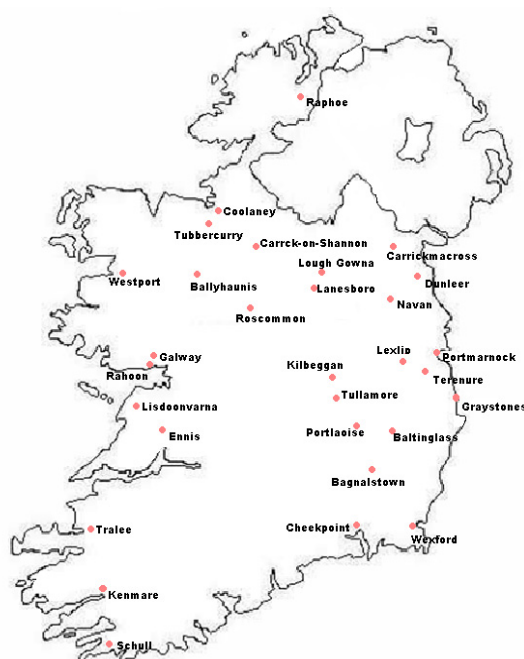 Raphoe
Coolaney
Tubbercurry
Carrck-on-Shannon
Carrickmacross
Lough Gowna
Westport
Ballyhaunis
Lanesboro
Dunleer
Navan
Roscommon
Galway
Lexlip
Portmarnock
Rahoon
Kilbeggan
Terenure
Tullamore
Graystones
Lisdoonvarna
Ennis
Portlaoise
Baltinglass
Bagnalstown
Tralee
Cheekpoint
Wexford
Kenmare
Schull